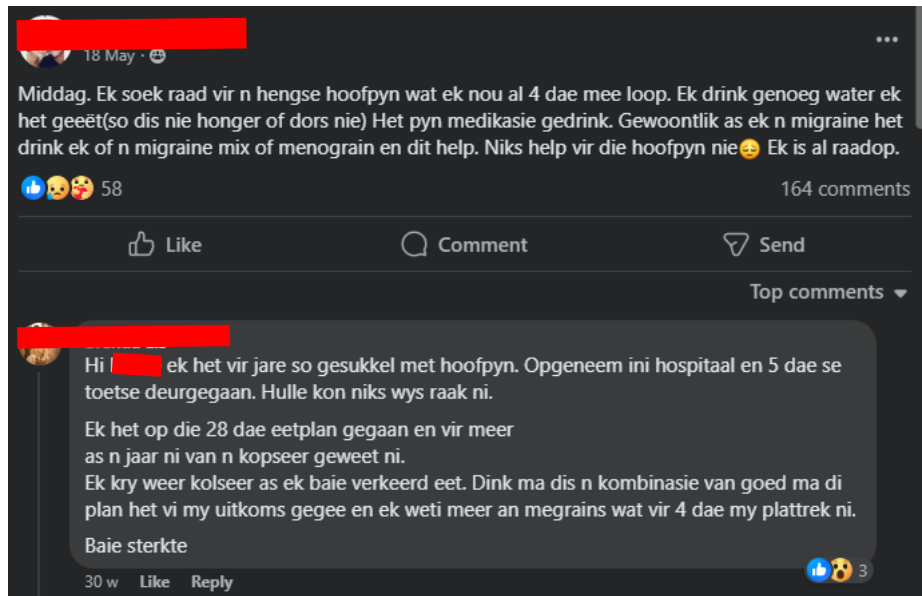 18 May
Middag. Ek soek raad vir n hengse hoofpyn wat ek nou al 4 dae mee loop. Ek drink genoeg water ek
het geeët(so dis nie honger of dors nie) Het pyn medikasie gedrink. Gewoontlik as ek n migraine het
drink ek of n migraine mix of menograin en dit help. Niks help vir die hoofpyn nie😔 Ek is al raadop.
58
164 comments
Like
Comment
Send
Top comments
Hi ek het vir jare so gesukkel met hoofpyn. Opgeneem ini hospitaal en 5 dae se
toetse deurgegaan. Hulle kon niks wys raak ni.
Ek het op die 28 dae eetplan gegaan en vir meer
as n jaar ni van n kopseer geweet ni.
Ek kry weer kolseer as ek baie verkeerd eet. Dink ma dis n kombinasie van goed ma di
plan het vi my uitkoms gegee en ek weti meer an megrains wat vir 4 dae my plattrek ni.
Baie sterkte
30 w Like Reply
3